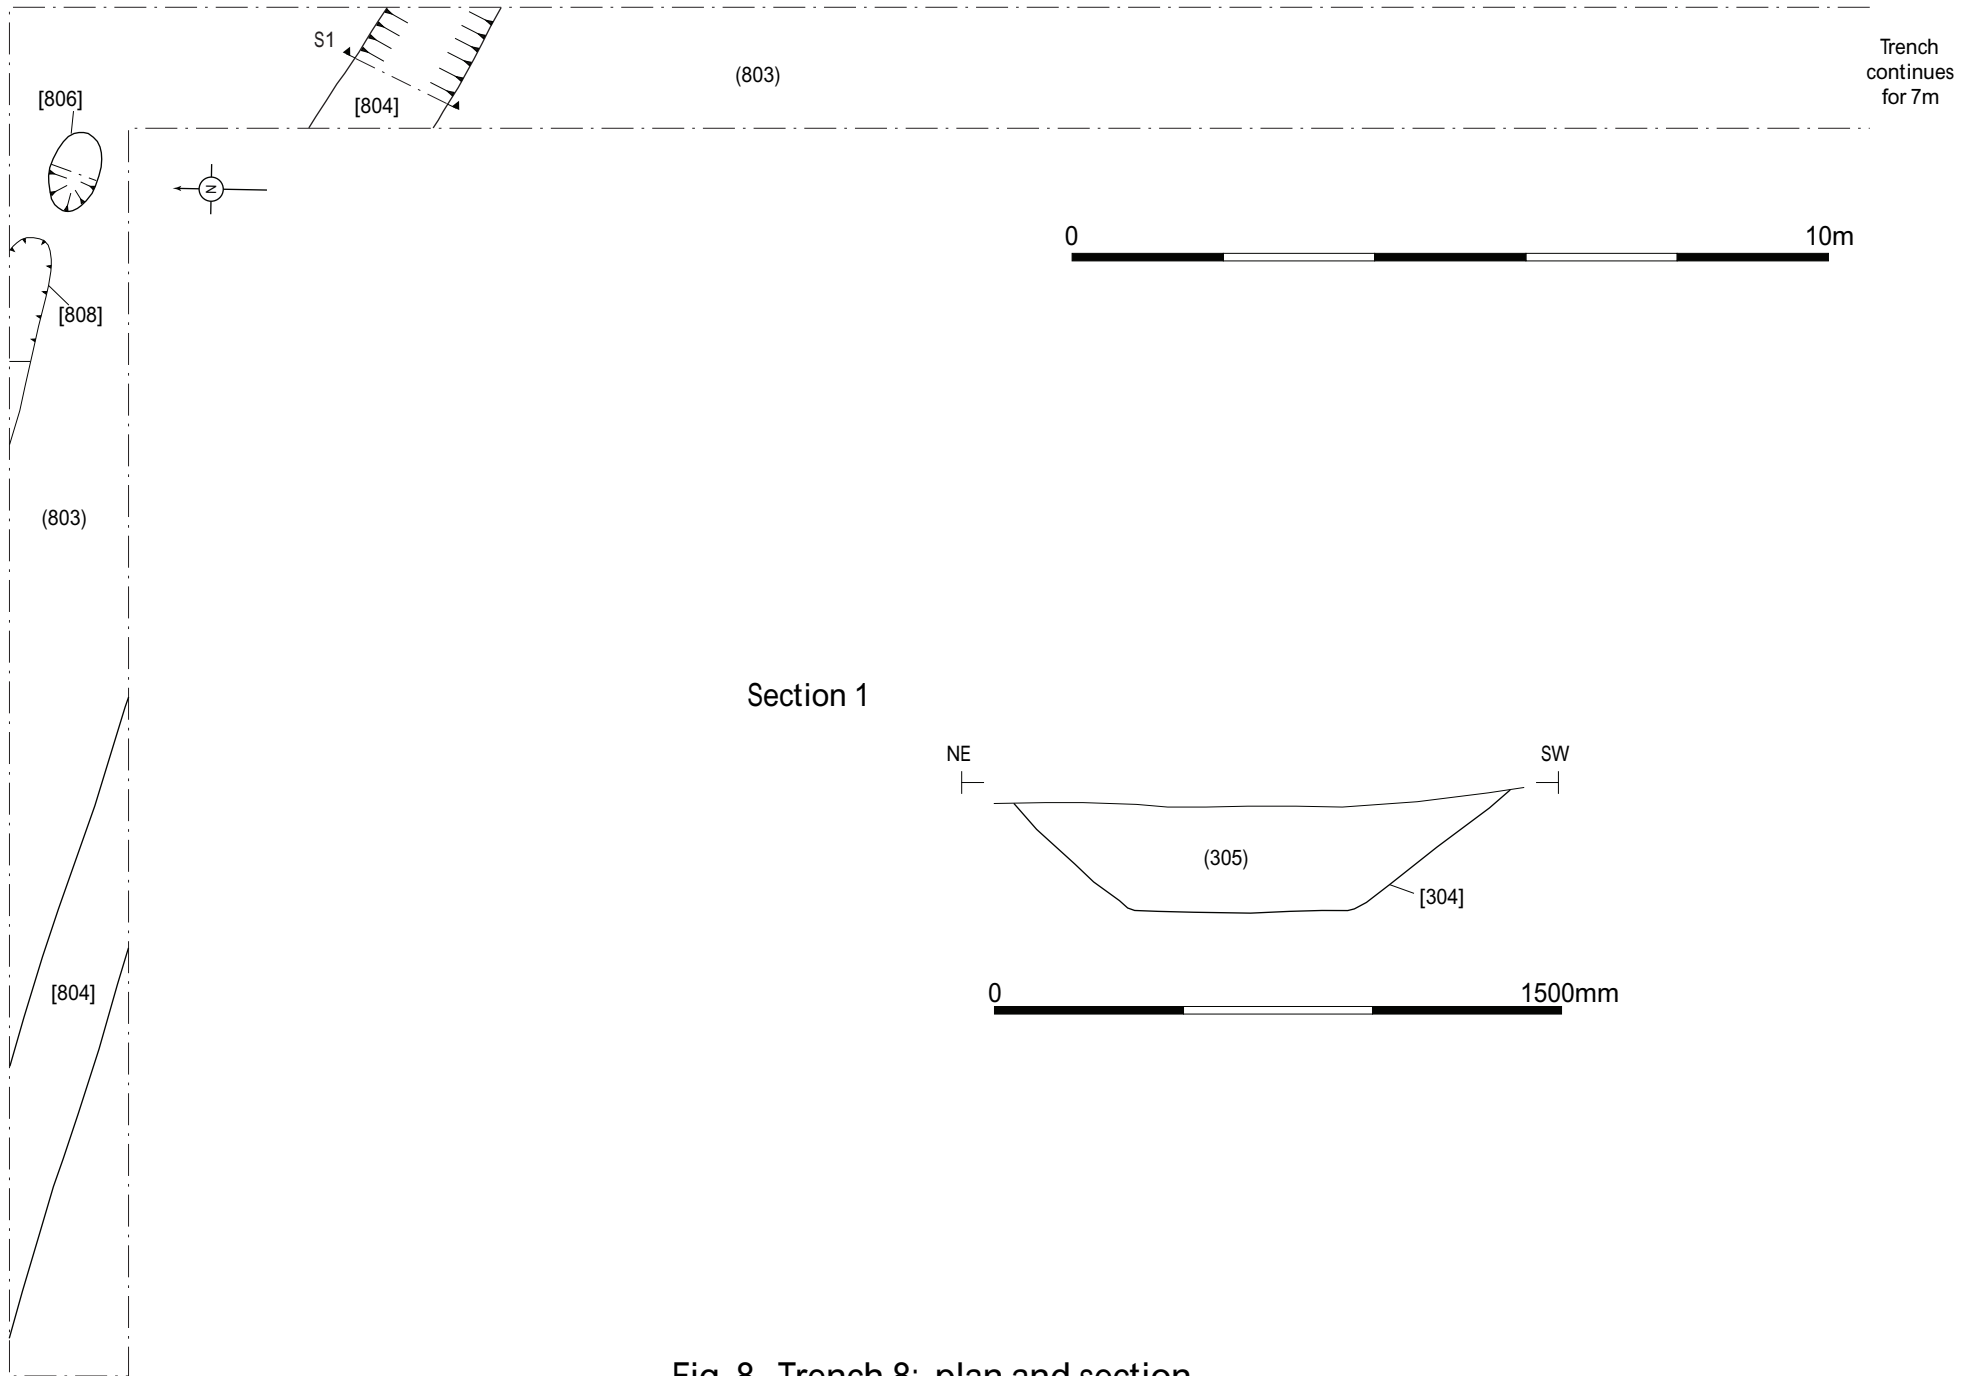 S1
(803)
Trench
continues
for 7m
[806]
[804]
N
0 10m
[808]
(803)
Section 1
NE SW
(305)
[304]
[804]
0 1500mm
Fig. 8 Trench 8: plan and section